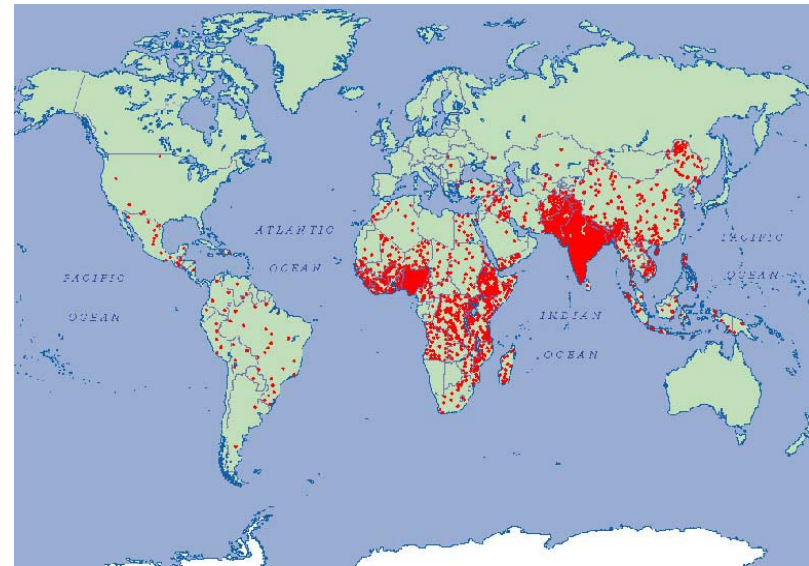 ATLANTIC
OCEAN
PACIFIC
OCEAN
INDIAN
OCEAN
PACIFIC
OCEAN